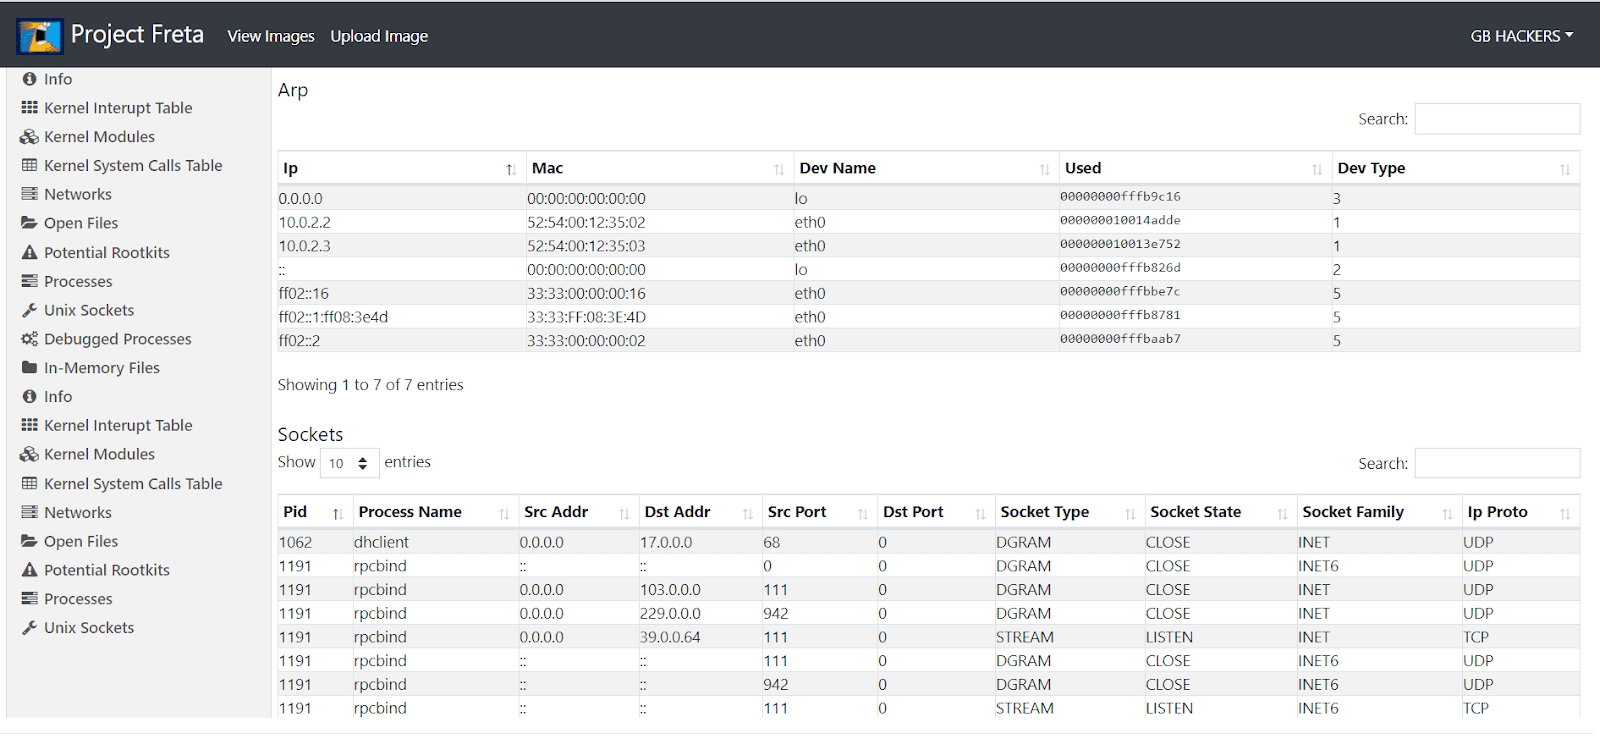 Project Freta View Images Upload Image GB HACKERS
Info
Kernel Interupt Table
Kernel Modules
Kernel System Calls Table
Networks
Open Files
Potential Rootkits
Processes
Unix Sockets
Debugged Processes
In-Memory Files
Info
Kernel Interupt Table
Kernel Modules
Kernel System Calls Table
Networks
Open Files
Potential Rootkits
Processes
Unix Sockets
Arp
Search:
Ip Mac Dev Name Used Dev Type
0.0.0.0 00:00:00:00:00:00 lo 00000000fffb9c16 3
10.0.2.2 52:54:00:12:35:02 eth0 000000010014adde 1
10.0.2.3 52:54:00:12:35:03 eth0 000000010013e752 1
:: 00:00:00:00:00:00 lo 00000000fffb826d 2
ff02::16 33:33:00:00:00:16 eth0 00000000fffbbe7c 5
ff02::1:ff08:3e4d 33:33:FF:08:3E:4D eth0 00000000fffb8781 5
ff02::2 33:33:00:00:00:02 eth0 00000000fffbaab7 5
Showing 1 to 7 of 7 entries
Sockets
Show 10 entries Search:
Pid Process Name Src Addr Dst Addr Src Port Dst Port Socket Type Socket State Socket Family Ip Proto
1062 dhclient 0.0.0.0 17.0.0.0 68 0 DGRAM CLOSE INET UDP
1191 rpcbind :: :: 0 0 DGRAM CLOSE INET6 UDP
1191 rpcbind 0.0.0.0 103.0.0.0 111 0 DGRAM CLOSE INET UDP
1191 rpcbind 0.0.0.0 229.0.0.0 942 0 DGRAM CLOSE INET UDP
1191 rpcbind 0.0.0.0 39.0.0.64 111 0 STREAM LISTEN INET TCP
1191 rpcbind :: :: 111 0 DGRAM CLOSE INET6 UDP
1191 rpcbind :: :: 942 0 DGRAM CLOSE INET6 UDP
1191 rpcbind :: :: 111 0 STREAM LISTEN INET6 TCP